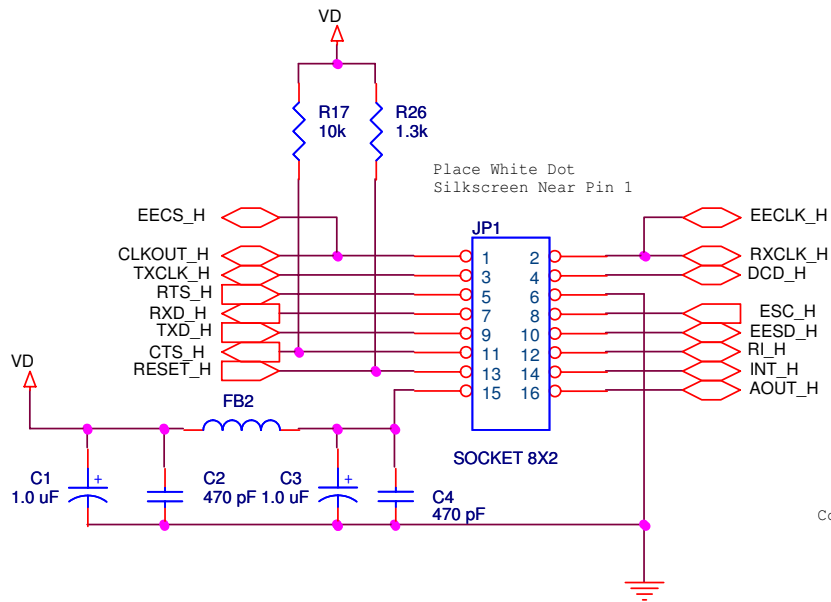 VD
R17
10k
R26
1.3k
Place White Dot
Silkscreen Near Pin 1
EECS_H
EECLK_H
JP1
CLKOUT_H
1
2
RXCLK_H
TXCLK_H
3
4
DCD_H
RTS_H
5
6
RXD_H
7
8
ESC_H
TXD_H
9
10
EESD_H
CTS_H
11
12
RI_H
RESET_H
13
14
INT_H
15
16
AOUT_H
VD
FB2
SOCKET 8X2
C1
1.0 uF
+
C2
470 pF
C3
1.0 uF
+
C4
470 pF
Co